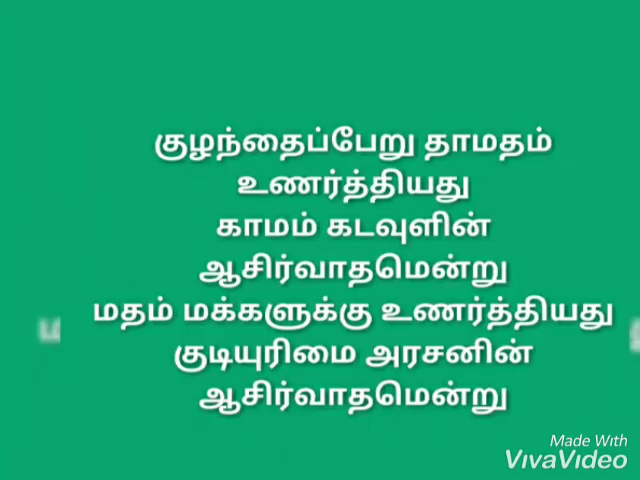 குழந்தைப்பேறு தாமதம்
உணர்த்தியது
காமம் கடவுளின்
ஆசிர்வாதமென்று
மதம் மக்களுக்கு உணர்த்தியது
குடியுரிமை அரசனின்
ஆசிர்வாதமென்று
Made With
VivaVideo